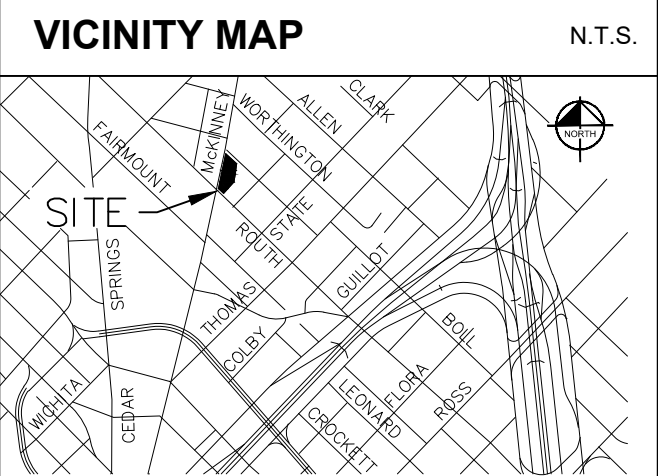 VICINITY MAP
N.T.S.
CLARK
ALLEN
WORTHINGTON
McKINNEY
FAIRMOUNT
NORTH
SITE
STATE
ROUTH
SPRINGS
GUILLOT
THOMAS
COLBY
BOLL
FLORA
LEONARD
ROSS
WICHITA
CEDAR
CROCKETT